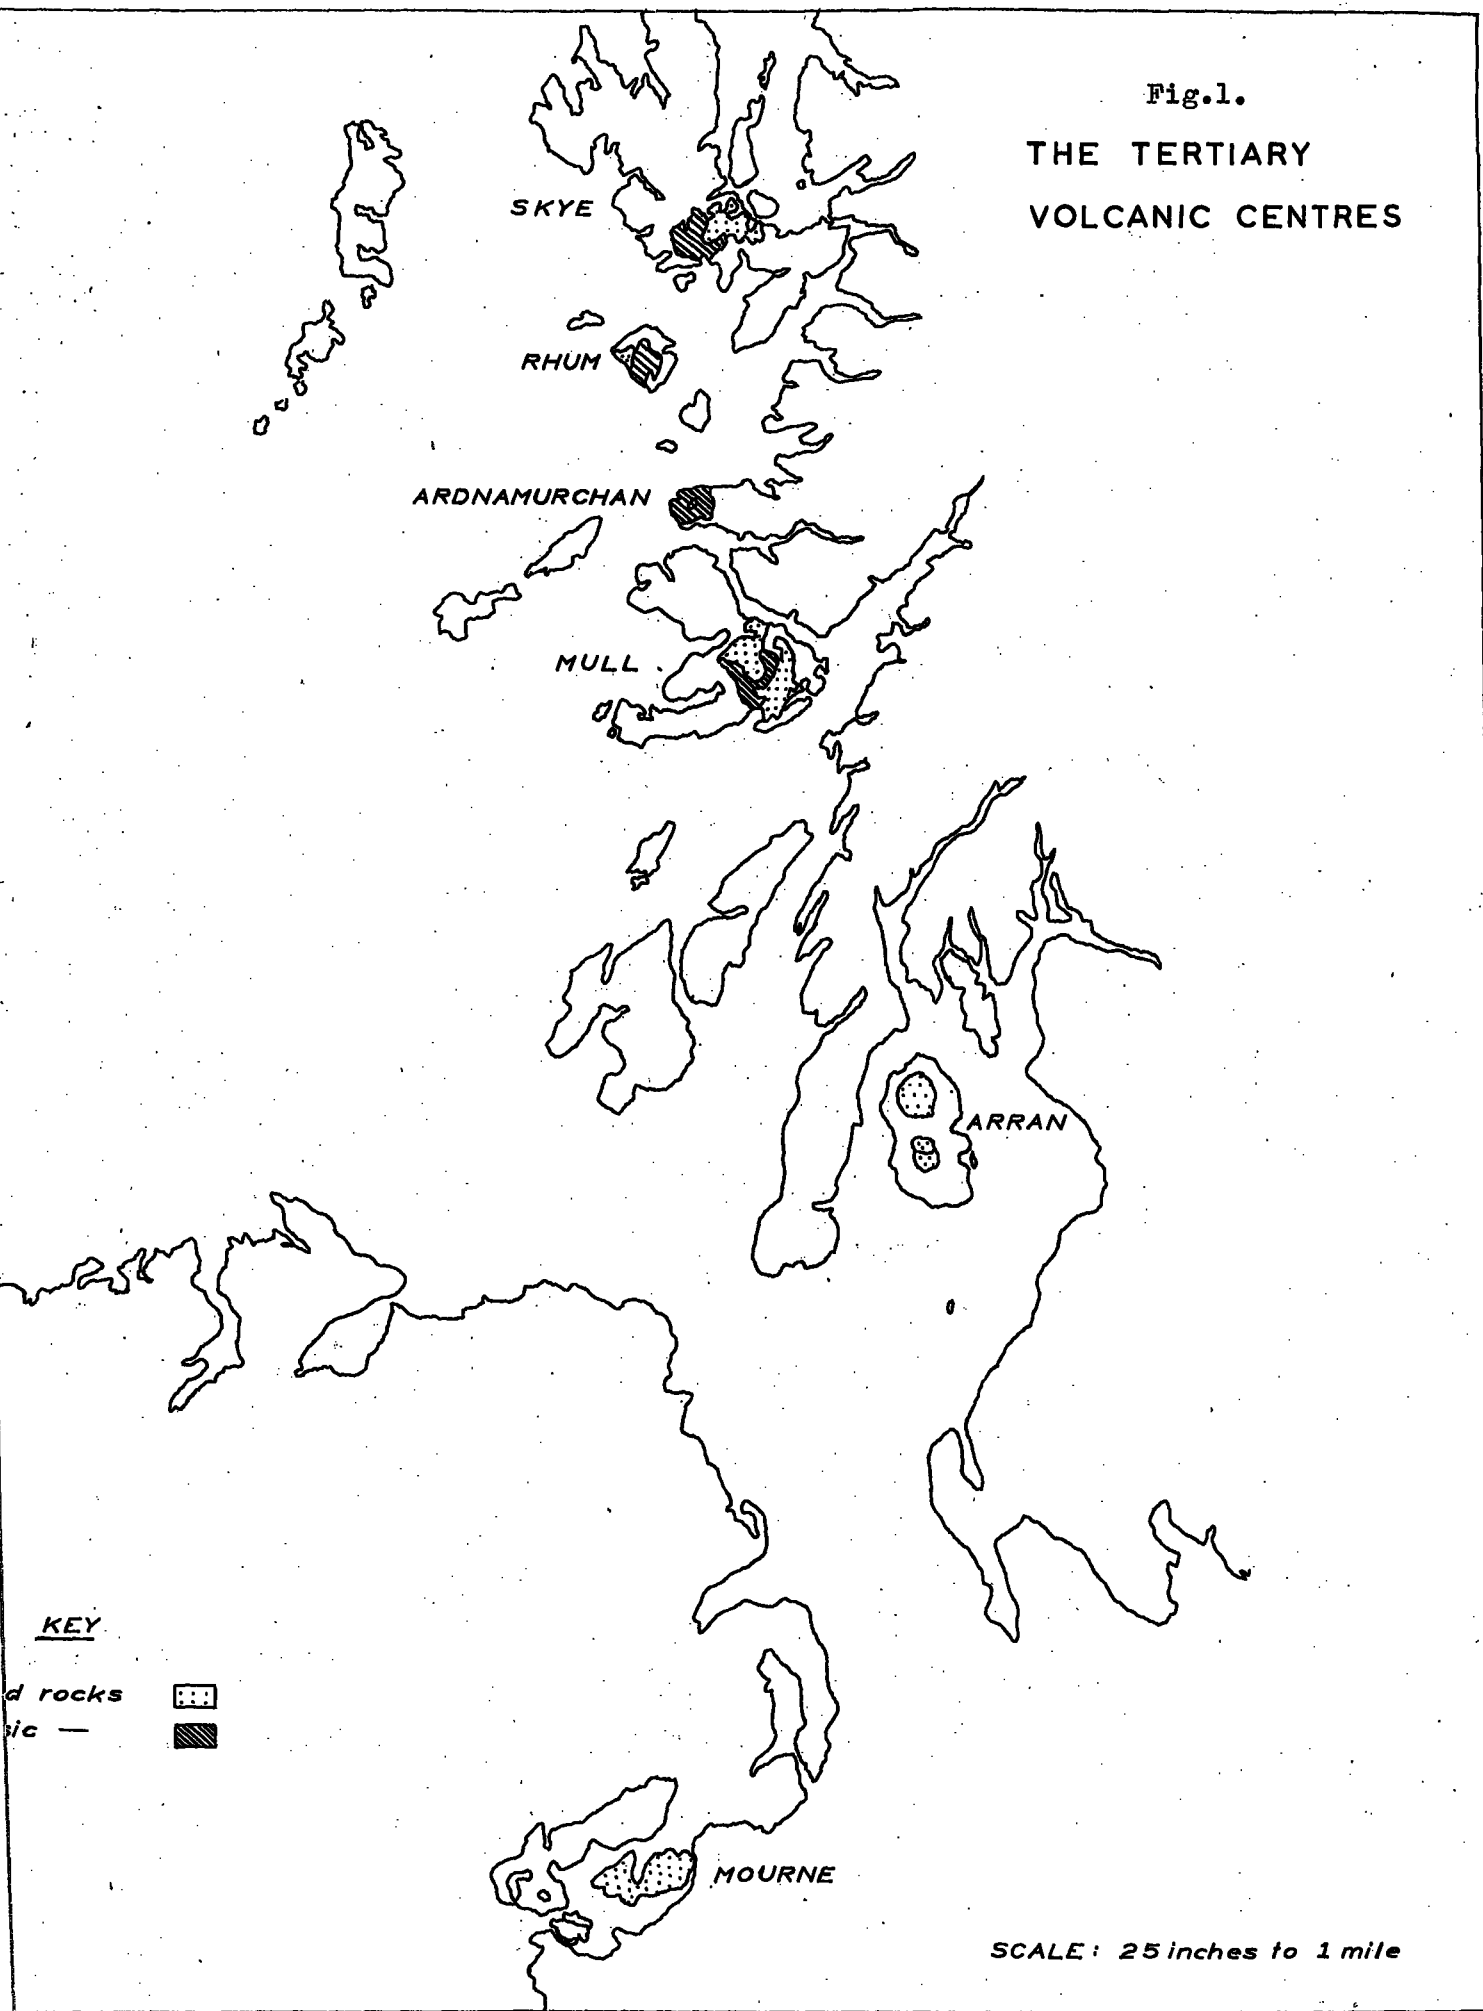 Fig.1.
THE TERTIARY
VOLCANIC CENTRES
SKYE
RHUM
ARDNAMURCHAN
MULL
ARRAN
KEY
d rocks
sic —
MOURNE
SCALE: 25 inches to 1 mile